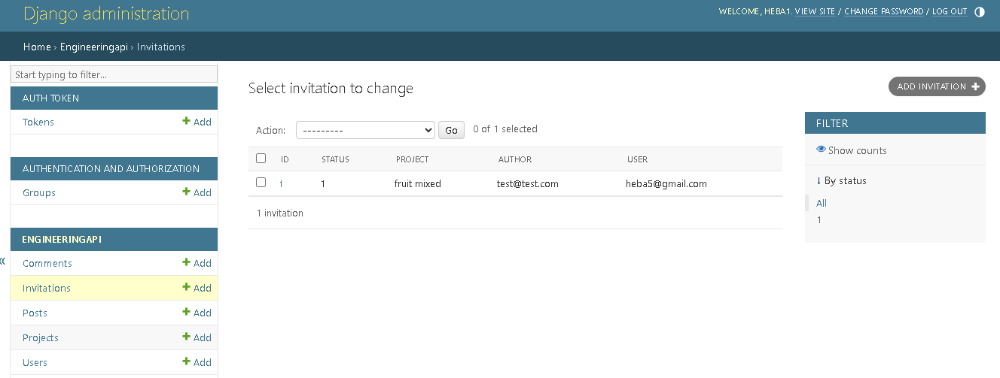 Django administration
WELCOME, HEBA1. VIEW SITE / CHANGE PASSWORD / LOG OUT
Home › Engineeringapi › Invitations
Start typing to filter...
AUTH TOKEN
Tokens + Add
AUTHENTICATION AND AUTHORIZATION
Groups + Add
ENGINEERINGAPI
Comments + Add
Invitations + Add
Posts + Add
Projects + Add
Users + Add
«
Select invitation to change
ADD INVITATION +
Action: --------- Go 0 of 1 selected
ID STATUS PROJECT AUTHOR USER
1 1 fruit mixed test@test.com heba5@gmail.com
1 invitation
FILTER
Show counts
↓ By status
All
1